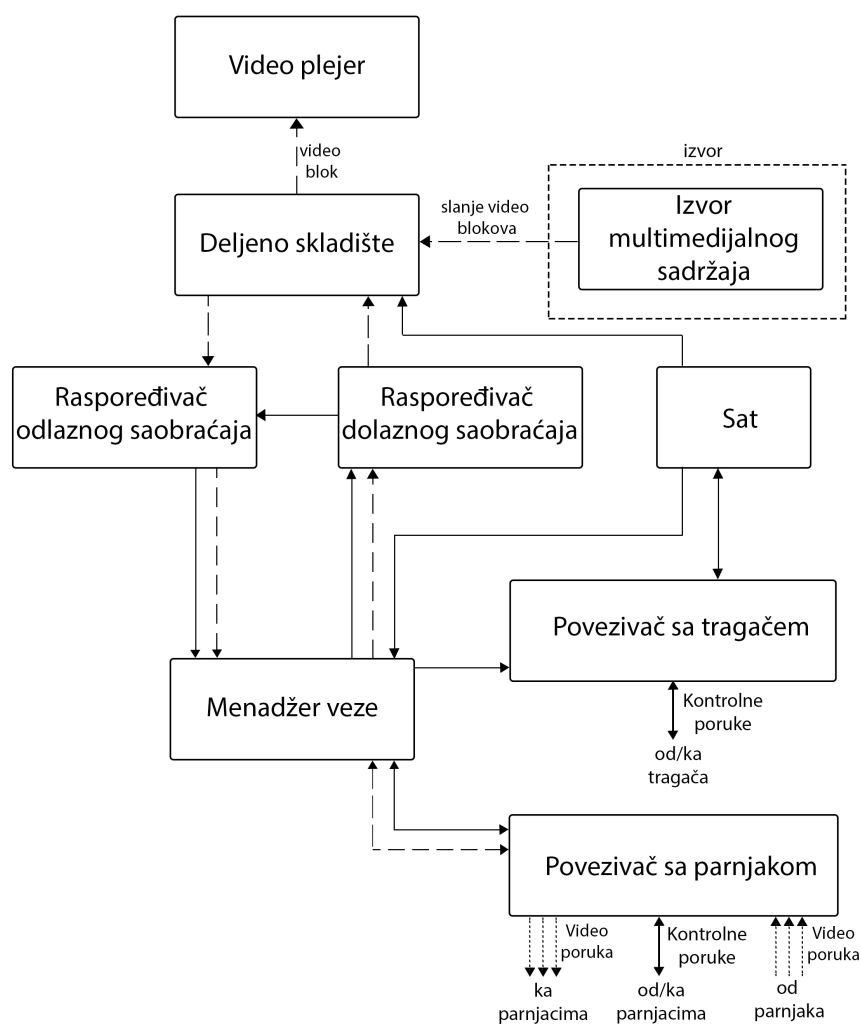 Video plejer
video
blok
izvor
slanje video
blokova
Izvor
multimedijalnog
sadržaja
Deljeno skladište
Raspoređivač
odlaznog saobraćaja
Raspoređivač
dolaznog saobraćaja
Sat
Povezivač sa tragačem
Menadžer veze
Kontrolne
poruke
od/ka
tragača
Povezivač sa parnjakom
Video
poruka
Kontrolne
poruke
Video
poruka
ka
parnjacima
od/ka
parnjacima
od
parnjaka